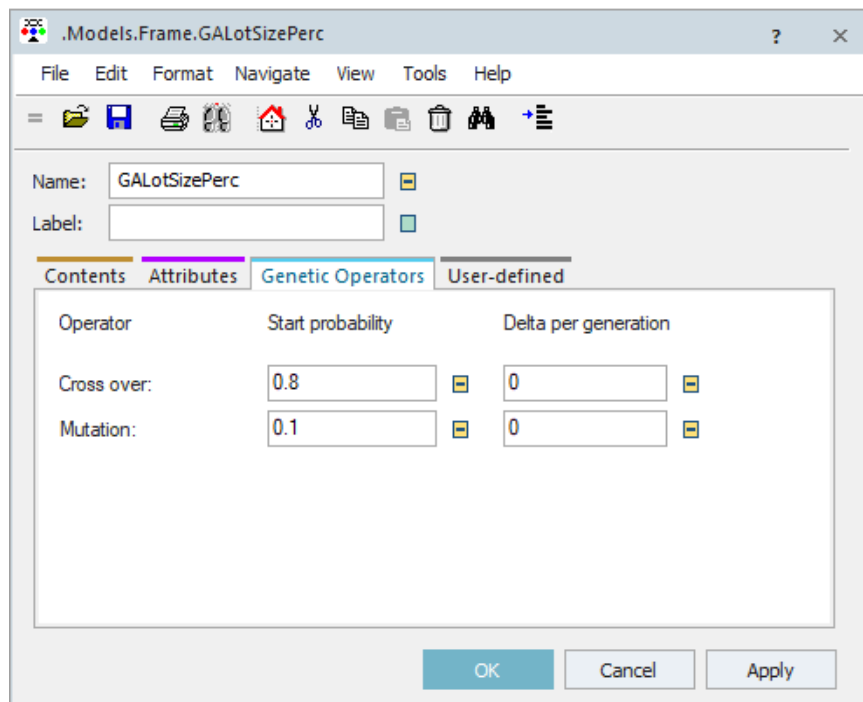 .Models.Frame.GALotSizePerc ? ×
File Edit Format Navigate View Tools Help
Name: GALotSizePerc
Label:
Contents Attributes Genetic Operators User-defined
Operator Start probability Delta per generation
Cross over: 0.8 0
Mutation: 0.1 0
OK Cancel Apply